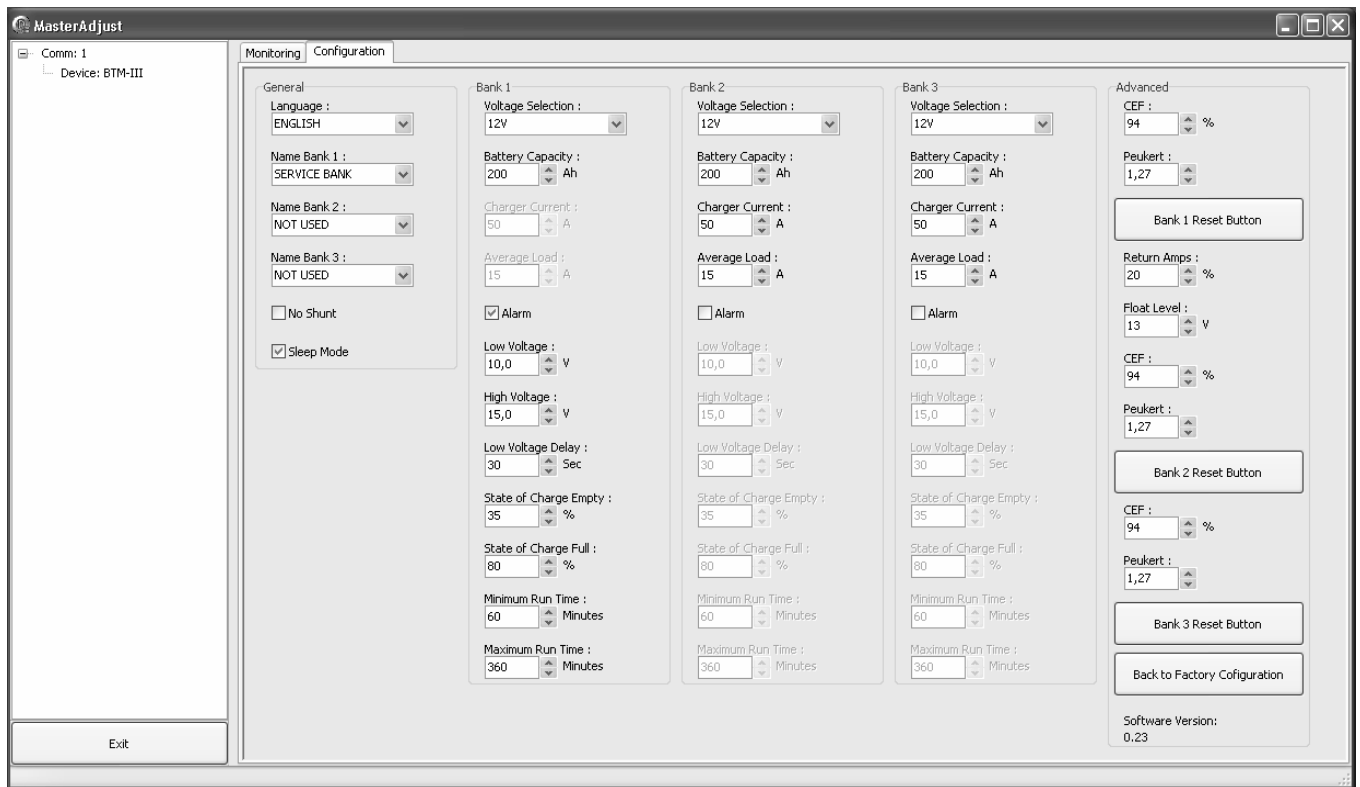 MasterAdjust
Comm: 1
Device: BTM-III
Exit
Monitoring
Configuration
General
Language :
ENGLISH
Name Bank 1 :
SERVICE BANK
Name Bank 2 :
NOT USED
Name Bank 3 :
NOT USED
No Shunt
Sleep Mode
Bank 1
Voltage Selection :
12V
Battery Capacity :
200 Ah
Charger Current :
50 A
Average Load :
15 A
Alarm
Low Voltage :
10,0 V
High Voltage :
15,0 V
Low Voltage Delay :
30 Sec
State of Charge Empty :
35 %
State of Charge Full :
80 %
Minimum Run Time :
60 Minutes
Maximum Run Time :
360 Minutes
Bank 2
Voltage Selection :
12V
Battery Capacity :
200 Ah
Charger Current :
50 A
Average Load :
15 A
Alarm
Low Voltage :
10,0 V
High Voltage :
15,0 V
Low Voltage Delay :
30 Sec
State of Charge Empty :
35 %
State of Charge Full :
80 %
Minimum Run Time :
60 Minutes
Maximum Run Time :
360 Minutes
Bank 3
Voltage Selection :
12V
Battery Capacity :
200 Ah
Charger Current :
50 A
Average Load :
15 A
Alarm
Low Voltage :
10,0 V
High Voltage :
15,0 V
Low Voltage Delay :
30 Sec
State of Charge Empty :
35 %
State of Charge Full :
80 %
Minimum Run Time :
60 Minutes
Maximum Run Time :
360 Minutes
Advanced
CEF :
94 %
Peukert :
1,27
Bank 1 Reset Button
Return Amps :
20 %
Float Level :
13 V
CEF :
94 %
Peukert :
1,27
Bank 2 Reset Button
CEF :
94 %
Peukert :
1,27
Bank 3 Reset Button
Back to Factory Cofiguration
Software Version:
0.23